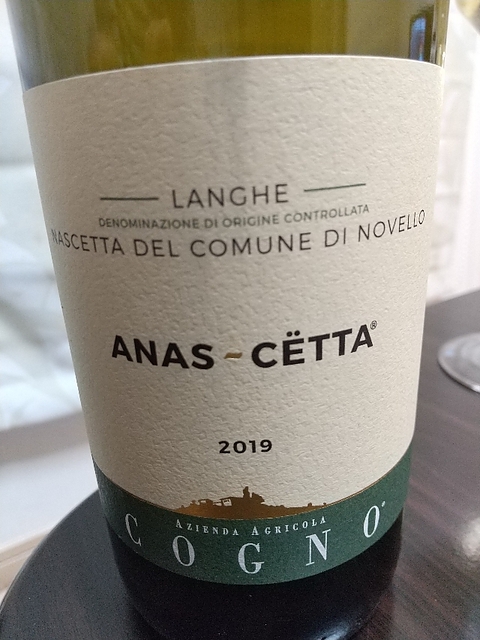 LANGHE
DENOMINAZIONE DI ORIGINE CONTROLLATA
NASCETTA DEL COMUNE DI NOVELLO
ANAS-CËTTA®
2019
AZIENDA AGRICOLA
COGNO®